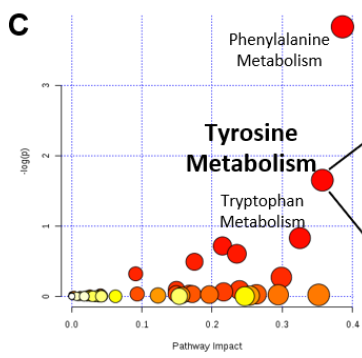 C
Phenylalanine
Metabolism
3
Tyrosine
Metabolism
2
Tryptophan
Metabolism
1
0
-log(p)
0.0 0.1 0.2 0.3 0.4
Pathway Impact